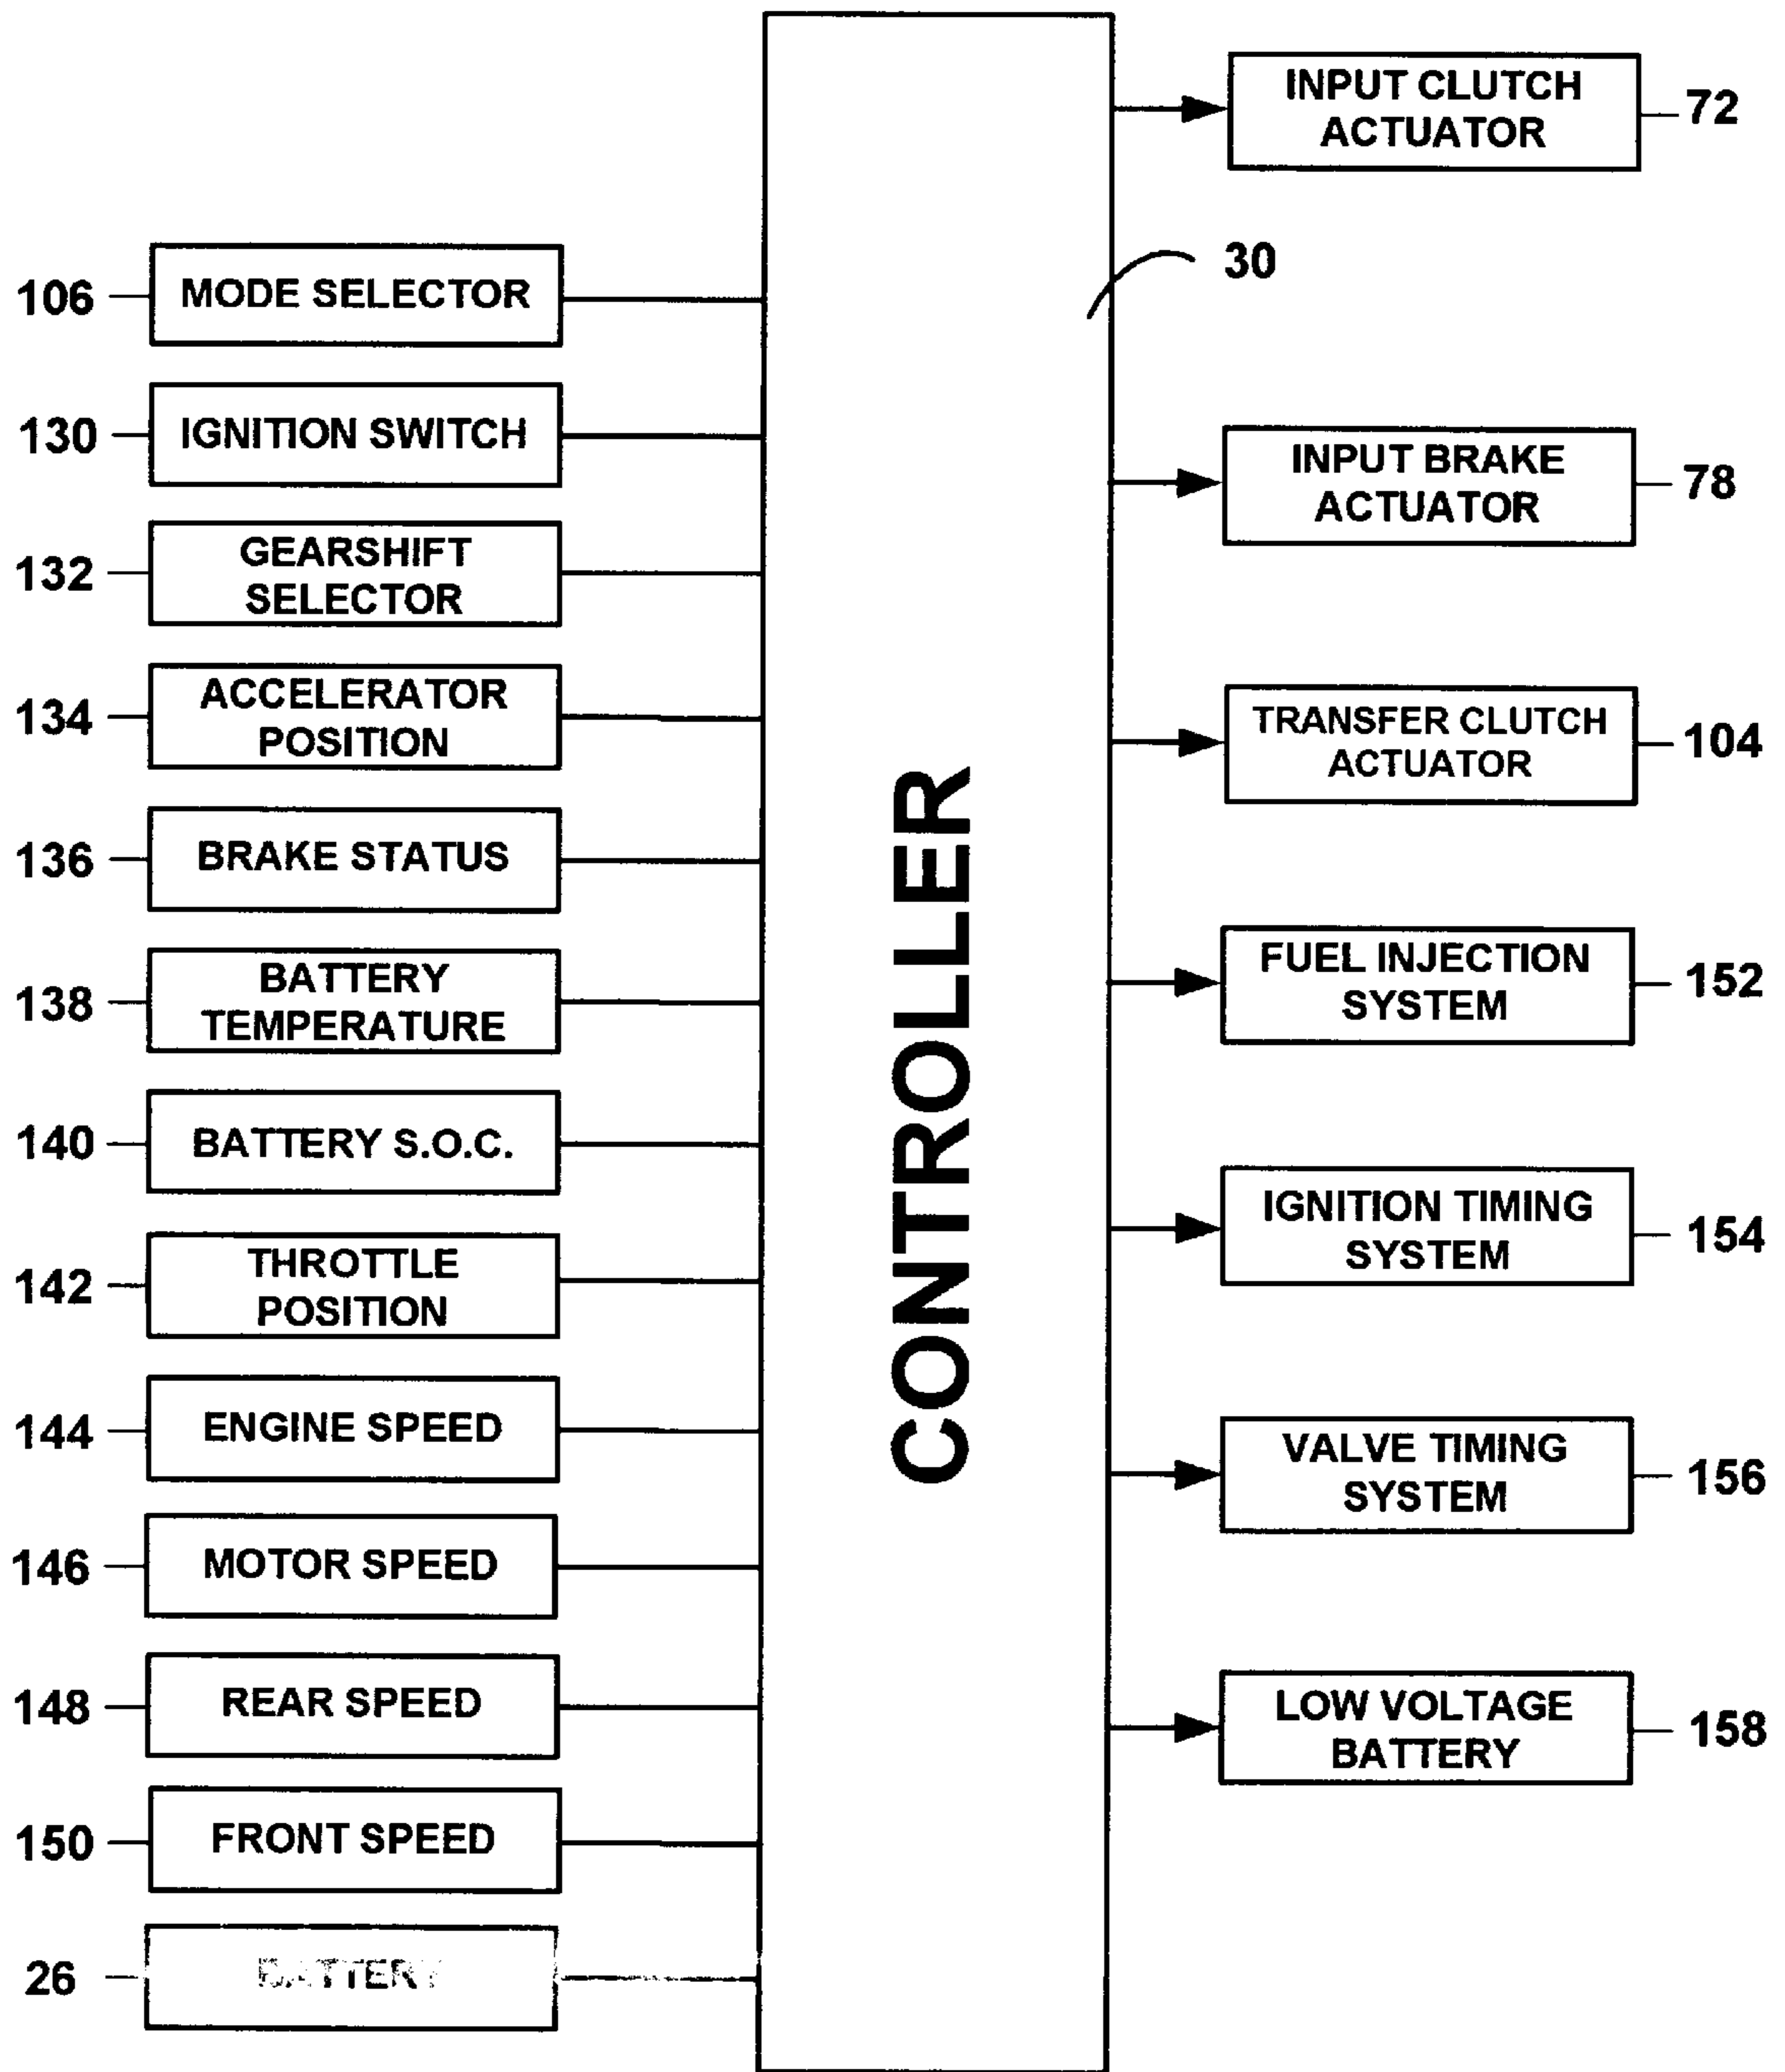 106 MODE SELECTOR
130 IGNITION SWITCH
132 GEARSHIFT
SELECTOR
134 ACCELERATOR
POSITION
136 BRAKE STATUS
138 BATTERY
TEMPERATURE
140 BATTERY S.O.C.
142 THROTTLE
POSITION
144 ENGINE SPEED
146 MOTOR SPEED
148 REAR SPEED
150 FRONT SPEED
26 BATTERY
CONTROLLER
30
INPUT CLUTCH
ACTUATOR 72
INPUT BRAKE
ACTUATOR 78
TRANSFER CLUTCH
ACTUATOR 104
FUEL INJECTION
SYSTEM 152
IGNITION TIMING
SYSTEM 154
VALVE TIMING
SYSTEM 156
LOW VOLTAGE
BATTERY 158